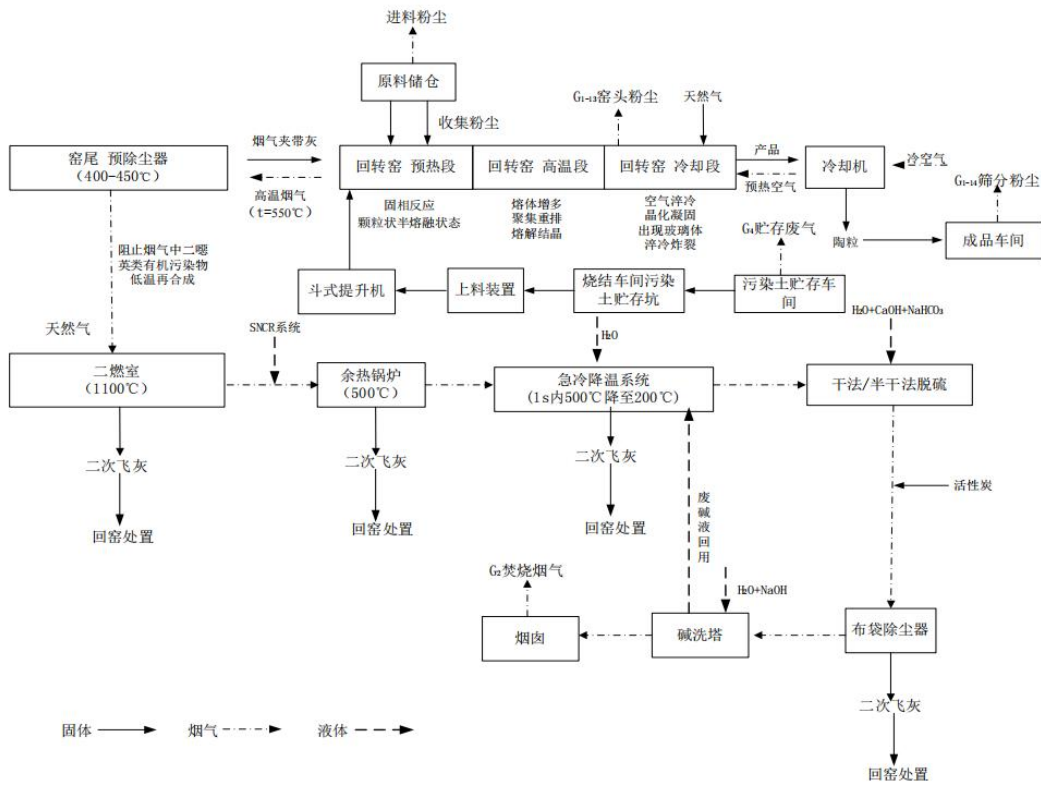 进料粉尘
原料储仓
收集粉尘
G₁₋₁₃窑头粉尘
天然气
窑尾 预除尘器
(400-450℃)
烟气夹带灰
高温烟气
(t=550℃)
回转窑 预热段
回转窑 高温段
回转窑 冷却段
产品
预热空气
冷却机
冷空气
G₁₋₁₄筛分粉尘
固相反应
颗粒状半熔融状态
熔体增多
聚集重排
熔解结晶
空气淬冷
晶化凝固
出现玻璃体
淬冷炸裂
G₄贮存废气
陶粒
成品车间
阻止烟气中二噁
英类有机污染物
低温再合成
斗式提升机
上料装置
烧结车间污染
土贮存坑
污染土贮存车
间
天然气
SNCR系统
H₂O
H₂O+CaOH+NaHCO₃
二燃室
(1100℃)
余热锅炉
(500℃)
急冷降温系统
(1s内500℃降至200℃)
干法/半干法脱硫
二次飞灰
二次飞灰
二次飞灰
活性炭
回窑处置
回窑处置
回窑处置
废碱液回用
G₂焚烧烟气
H₂O+NaOH
烟囱
碱洗塔
布袋除尘器
二次飞灰
回窑处置
固体
烟气
液体